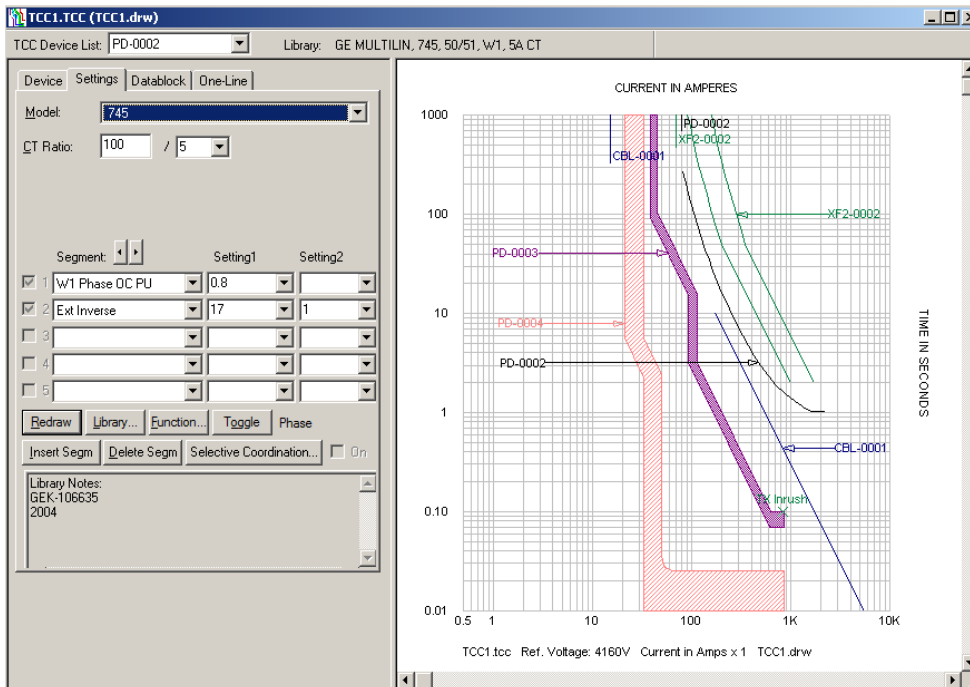 TCC1.TCC (TCC1.drw)
TCC Device List: PD-0002 Library: GE MULTILIN, 745, 50/51, W1, 5A CT
Device Settings Datablock One-Line
Model: 745
CT Ratio: 100 / 5
Segment: Setting1 Setting2
1 W1 Phase OC PU 0.8
2 Ext Inverse 17 1
3
4
5
Redraw Library... Function... Toggle Phase
Insert Segm Delete Segm Selective Coordination... On
Library Notes:
GEK-106635
2004
CURRENT IN AMPERES
1000
PD-0002
XF2-0002
CBL-0001
100
XF2-0002
PD-0003
10
PD-0004
PD-0002
1
CBL-0001
TX Inrush
0.10
0.01
0.5 1 10 100 1K 10K
TIME IN SECONDS
TCC1.tcc Ref. Voltage: 4160V Current in Amps x 1 TCC1.drw